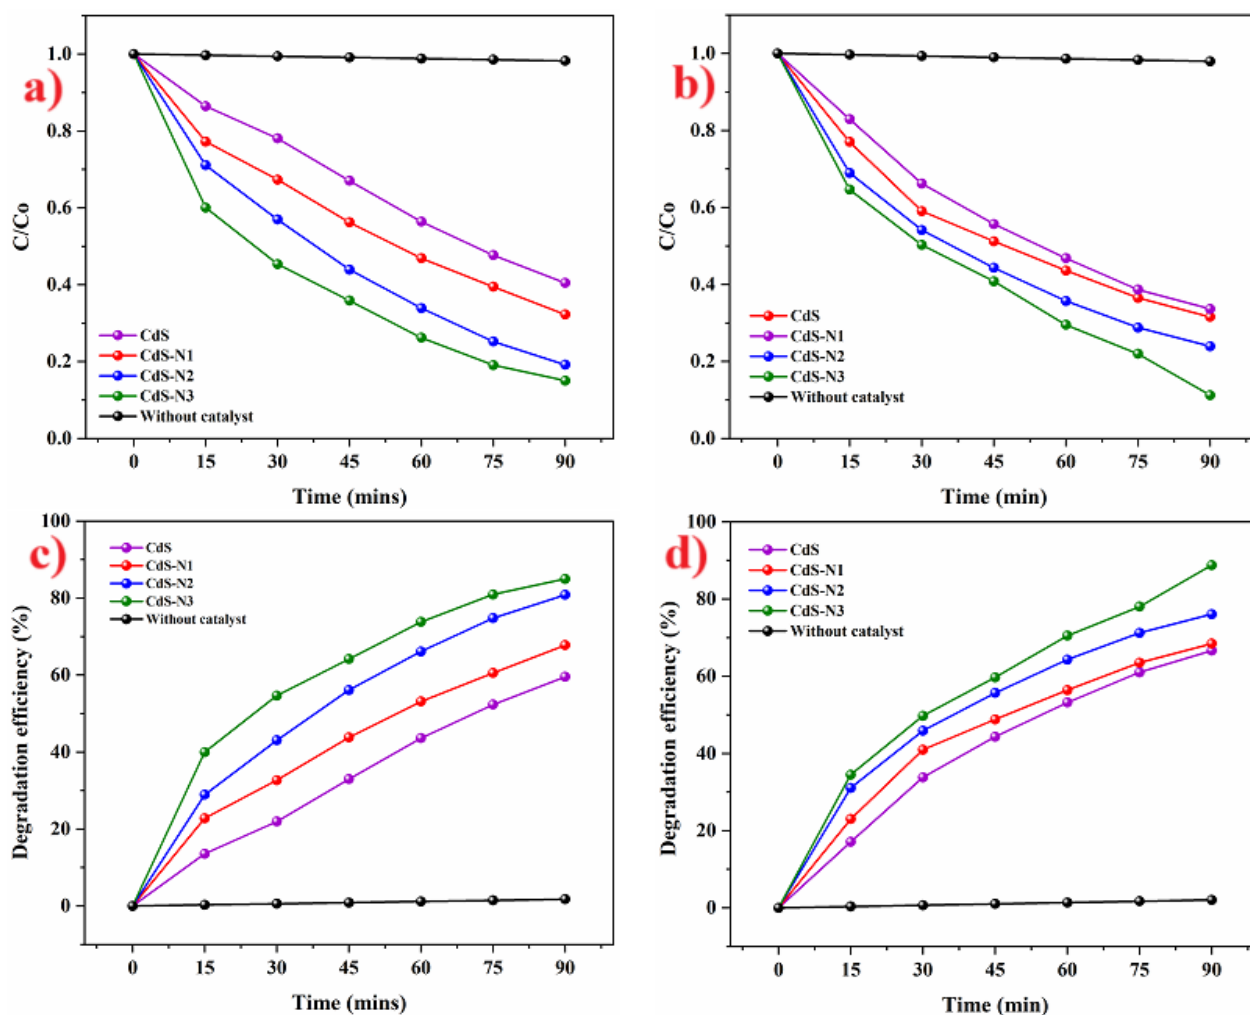 a)
C/Co
1.0
0.8
0.6
0.4
0.2
0.0
CdS
CdS-N1
CdS-N2
CdS-N3
Without catalyst
0 15 30 45 60 75 90
Time (mins)
b)
C/Co
1.0
0.8
0.6
0.4
0.2
0.0
CdS
CdS-N1
CdS-N2
CdS-N3
Without catalyst
0 15 30 45 60 75 90
Time (min)
c)
Degradation efficiency (%)
100
80
60
40
20
0
CdS
CdS-N1
CdS-N2
CdS-N3
Without catalyst
0 15 30 45 60 75 90
Time (mins)
d)
Degradation efficiency (%)
100
80
60
40
20
0
CdS
CdS-N1
CdS-N2
CdS-N3
Without catalyst
0 15 30 45 60 75 90
Time (min)